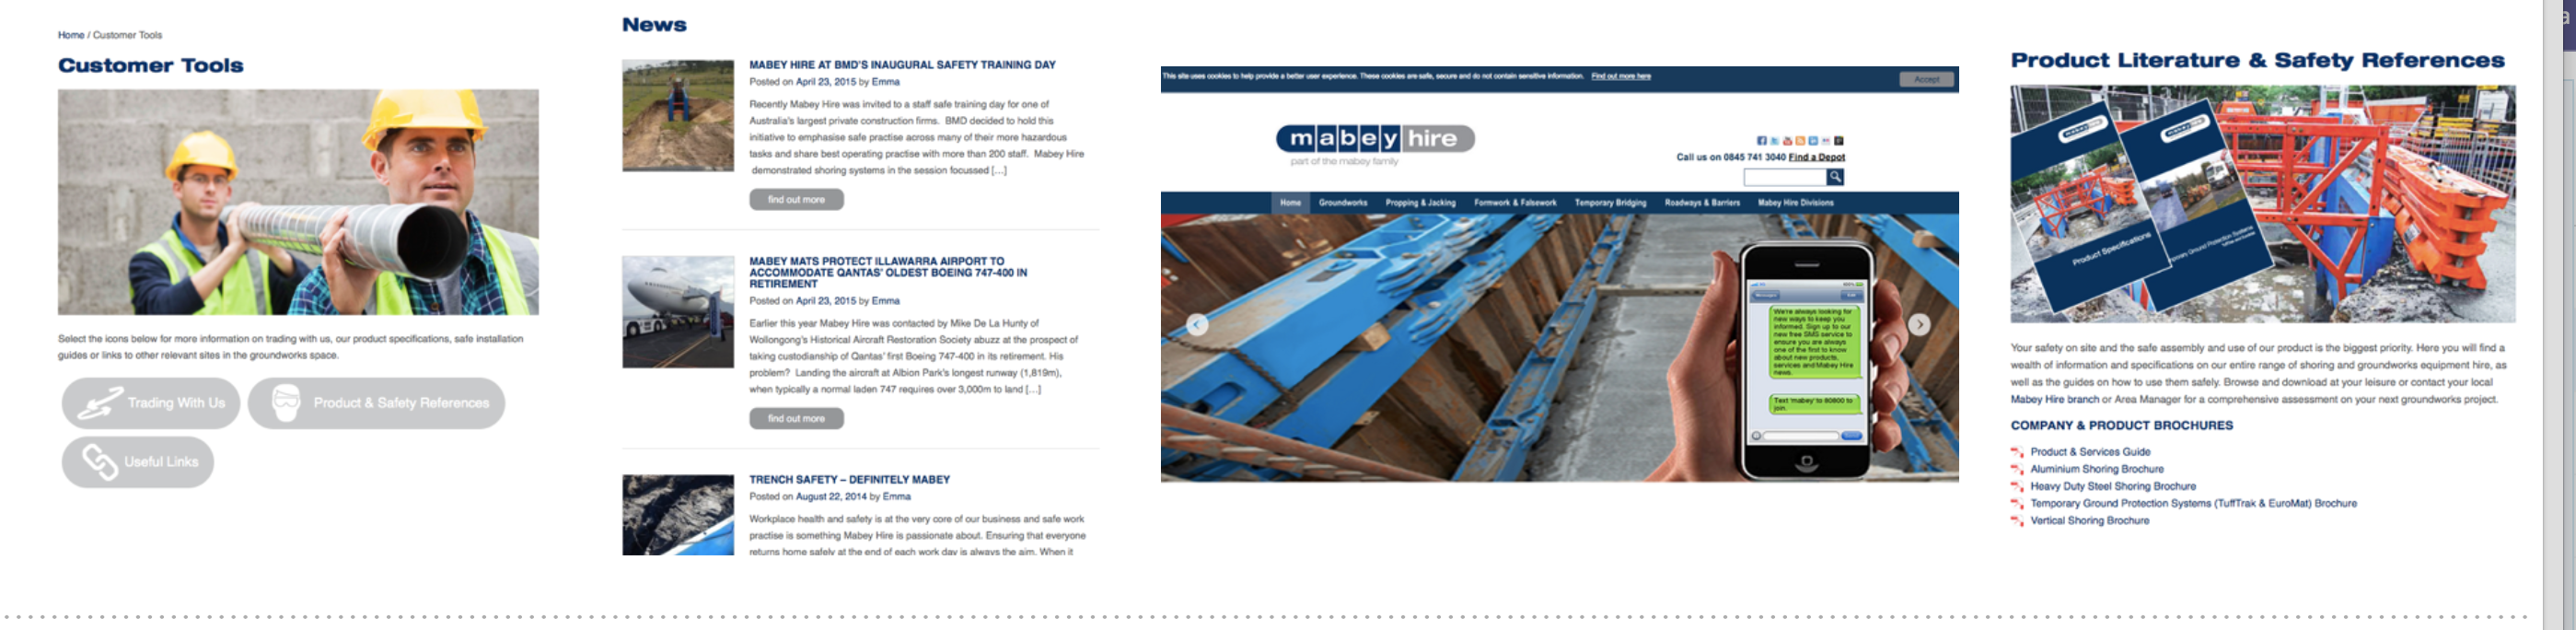 Home / Customer Tools
Customer Tools
Select the icons below for more information on trading with us, our product specifications, safe installation
guides or links to other relevant sites in the groundworks space.
Trading With Us
Product & Safety References
Useful Links
News
MABEY HIRE AT BMD'S INAUGURAL SAFETY TRAINING DAY
Posted on April 23, 2015 by Emma
Recently Mabey Hire was invited to a staff safe training day for one of
Australia's largest private construction firms.  BMD decided to hold this
initiative to emphasise safe practise across many of their more hazardous
tasks and share best operating practise with more than 200 staff.  Mabey Hire
demonstrated shoring systems in the session focussed [...]
find out more
MABEY MATS PROTECT ILLAWARRA AIRPORT TO
ACCOMMODATE QANTAS' OLDEST BOEING 747-400 IN
RETIREMENT
Posted on April 23, 2015 by Emma
Earlier this year Mabey Hire was contacted by Mike De La Hunty of
Wollongong's Historical Aircraft Restoration Society abuzz at the prospect of
taking custodianship of Qantas' first Boeing 747-400 in its retirement. His
problem?  Landing the aircraft at Albion Park's longest runway (1,819m),
when typically a normal laden 747 requires over 3,000m to land [...]
find out more
TRENCH SAFETY – DEFINITELY MABEY
Posted on August 22, 2014 by Emma
Workplace health and safety is at the very core of our business and safe work
practise is something Mabey Hire is passionate about. Ensuring that everyone
returns home safely at the end of each work day is always the aim. When it
This site uses cookies to help provide a better user experience. These cookies are safe, secure and do not contain sensitive information. Find out more here
Accept
mabey hire
part of the mabey family
Call us on 0845 741 3040 Find a Depot
Home Groundworks Propping & Jacking Formwork & Falsework Temporary Bridging Roadways & Barriers Mabey Hire Divisions
We're always looking for
new ways to keep you
informed. Sign up to our
new free SMS service to
ensure you are always
one of the first to know
about new products,
services and Mabey Hire
news.
Text 'mabey' to 60800 to
join.
Product Literature & Safety References
mabey hire
mabey hire
Product Specifications
Ground Protection Systems
Your safety on site and the safe assembly and use of our product is the biggest priority. Here you will find a
wealth of information and specifications on our entire range of shoring and groundworks equipment hire, as
well as the guides on how to use them safely. Browse and download at your leisure or contact your local
Mabey Hire branch or Area Manager for a comprehensive assessment on your next groundworks project.
COMPANY & PRODUCT BROCHURES
Product & Services Guide
Aluminium Shoring Brochure
Heavy Duty Steel Shoring Brochure
Temporary Ground Protection Systems (TuffTrak & EuroMat) Brochure
Vertical Shoring Brochure